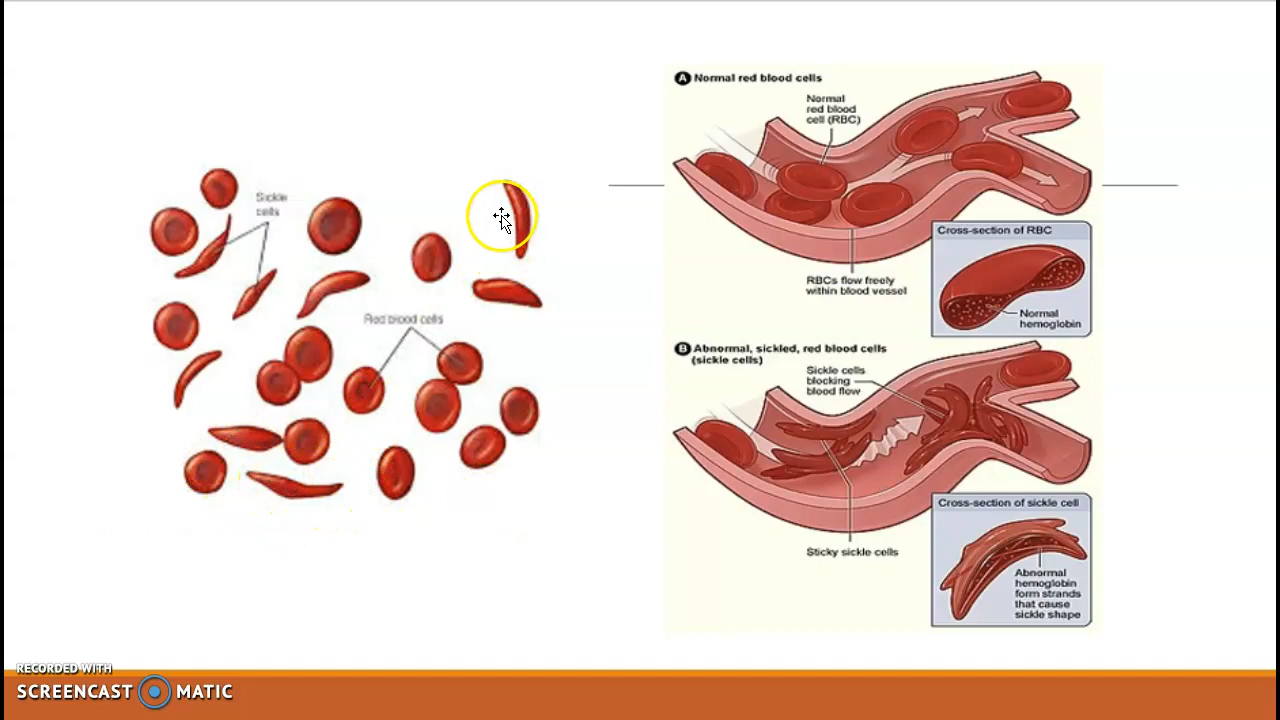 Sickle
cells
Red blood cells
A Normal red blood cells
Normal
red blood
cell (RBC)
RBCs flow freely
within blood vessel
Cross-section of RBC
Normal
hemoglobin
B Abnormal, sickled, red blood cells
(sickle cells)
Sickle cells
blocking
blood flow
Sticky sickle cells
Cross-section of sickle cell
Abnormal
hemoglobin
form strands
that cause
sickle shape
RECORDED WITH
SCREENCAST MATIC